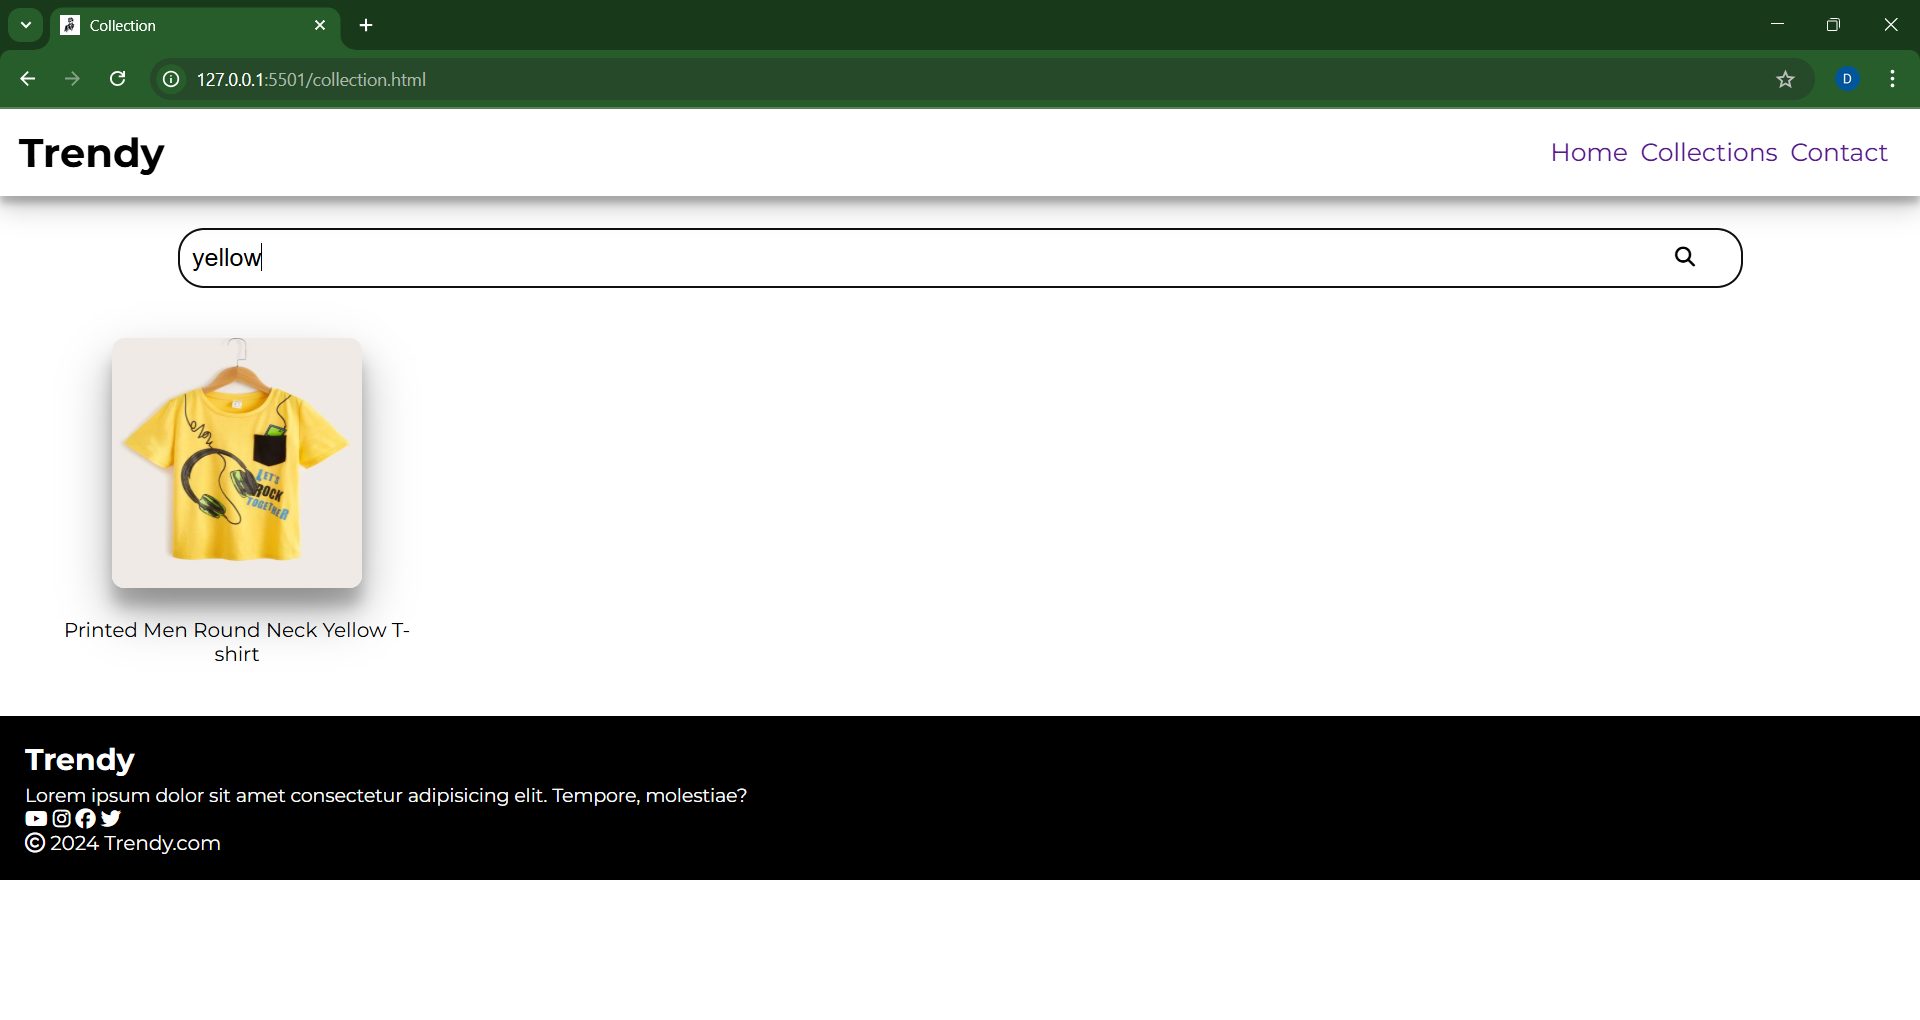 Collection
127.0.0.1:5501/collection.html
D
Trendy
Home Collections Contact
yellow
LET'S
ROCK
TOGETHER
Printed Men Round Neck Yellow T-
shirt
Trendy
Lorem ipsum dolor sit amet consectetur adipisicing elit. Tempore, molestiae?
© 2024 Trendy.com